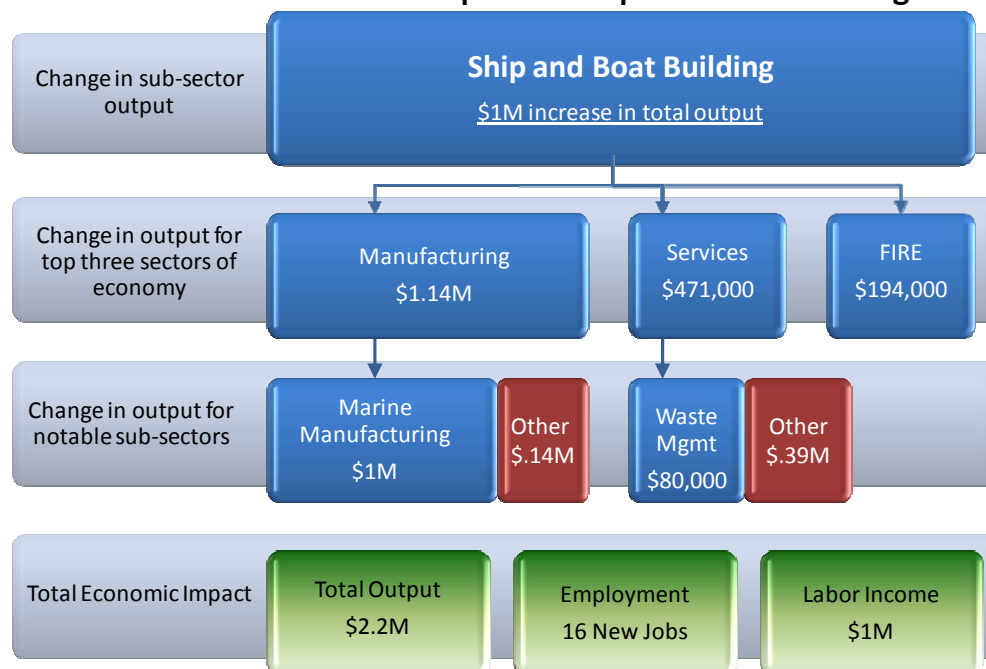 Change in sub-sector
output
Ship and Boat Building
$1M increase in total output
Change in output for
top three sectors of
economy
Manufacturing
$1.14M
Services
$471,000
FIRE
$194,000
Change in output for
notable sub-sectors
Marine
Manufacturing
$1M
Other
$.14M
Waste
Mgmt
$80,000
Other
$.39M
Total Economic Impact
Total Output
$2.2M
Employment
16 New Jobs
Labor Income
$1M